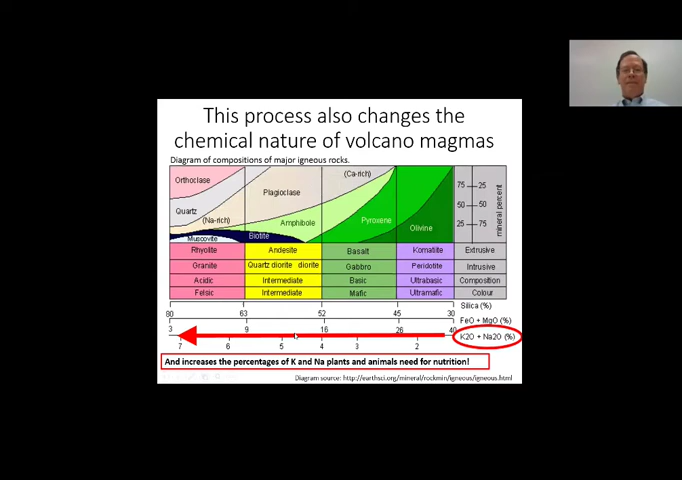 This process also changes the
chemical nature of volcano magmas
Diagram of compositions of major igneous rocks.
Orthoclase
Quartz
(Na-rich)
Muscovite
Biotite
Plagioclase
(Ca-rich)
Amphibole
Pyroxene
Olivine
75 25
50 50
25 75
mineral percent
Rhyolite Andesite Basalt Komatite Extrusive
Granite Quartz diorite diorite Gabbro Peridotite Intrusive
Acidic Intermediate Basic Ultrabasic Composition
Felsic Intermediate Mafic Ultramafic Colour
Silica (%)
80 63 52 45 30
FeO + MgO (%)
3 9 16 26 40
K2O + Na2O (%)
7 6 5 4 3 2
And increases the percentages of K and Na plants and animals need for nutrition!
Diagram source: http://earthsci.org/mineral/rockmin/igneous/igneous.html